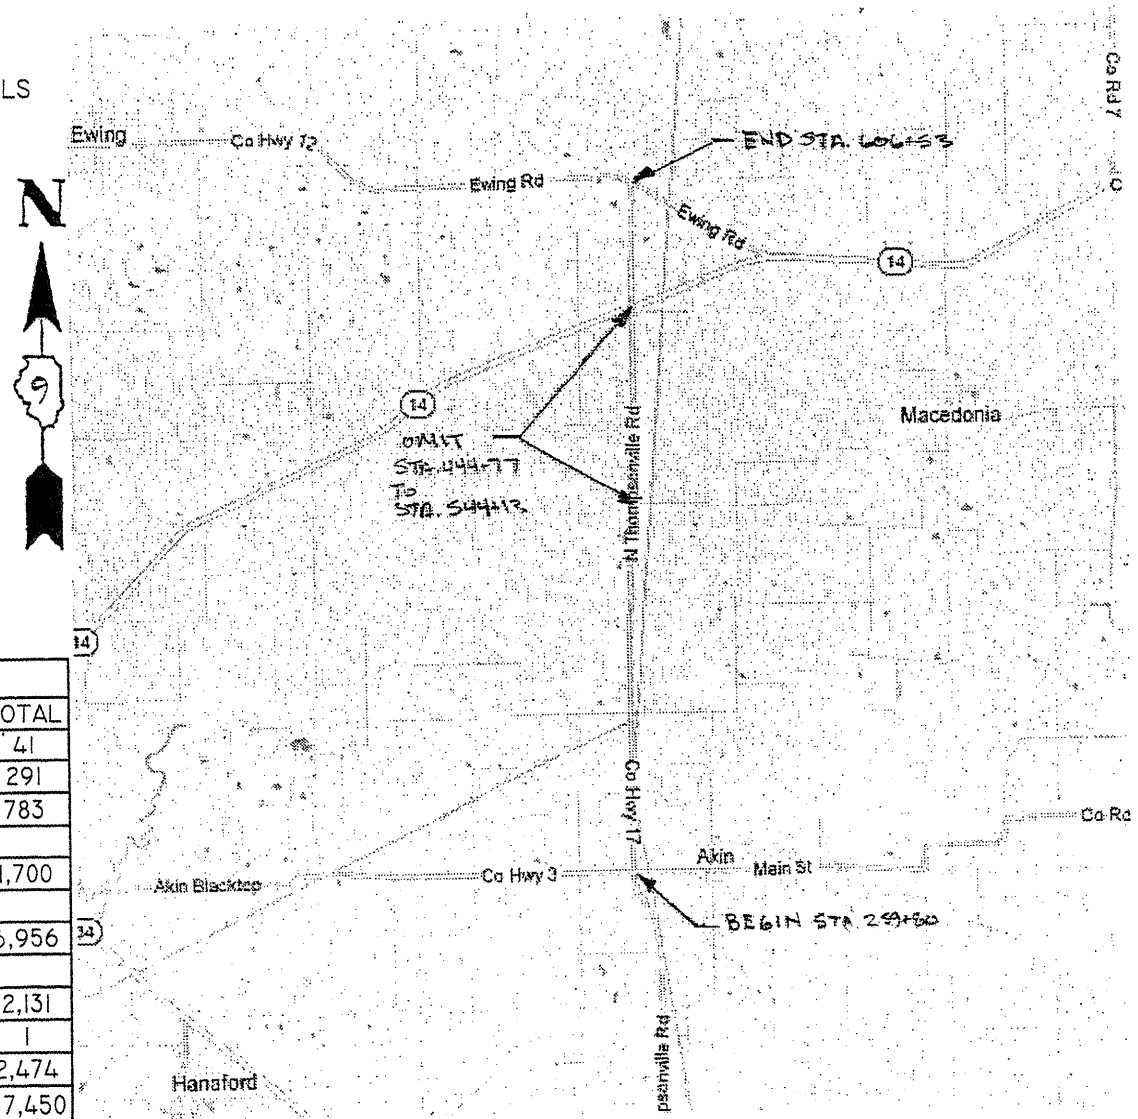 LS
Ewing
Co Hwy 12
Ewing Rd
END STA. 606+53
Co Rd 7
N
Ewing Rd
14
9
14
Macedonia
OMIT
STA. 444+77
TO
STA. 544+13
N Thompsonville Rd
14
OTAL
41
291
783
1,700
6,956
2,131
1
2,474
7,450
Co Hwy 17
Co Rd
Akin
Main St
Akin Blacktop
Co Hwy 3
34
BEGIN STA.
Hanaford
psonville Rd